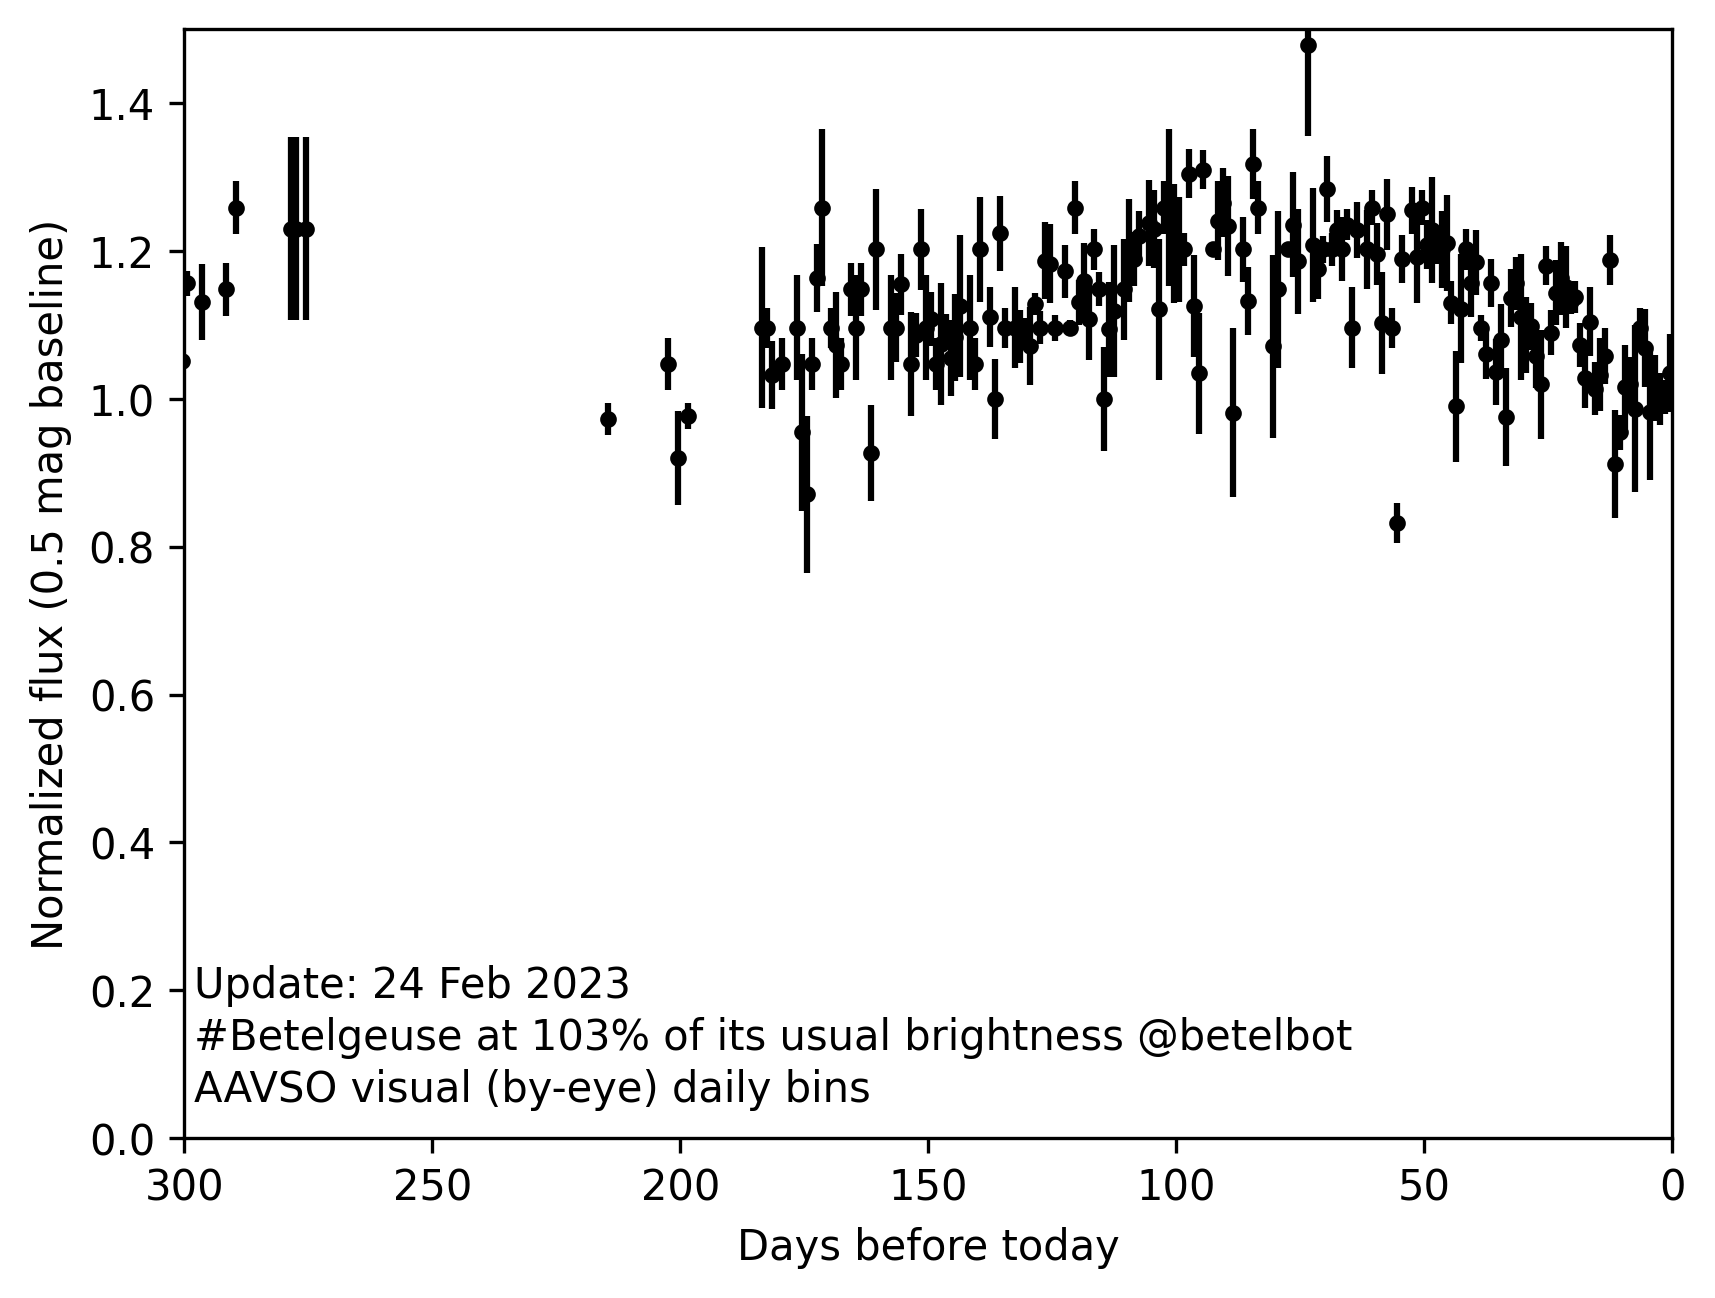 1.4
1.2
1.0
0.8
0.6
0.4
0.2
0.0
Normalized flux (0.5 mag baseline)
Update: 24 Feb 2023
#Betelgeuse at 103% of its usual brightness @betelbot
AAVSO visual (by-eye) daily bins
300 250 200 150 100 50 0
Days before today